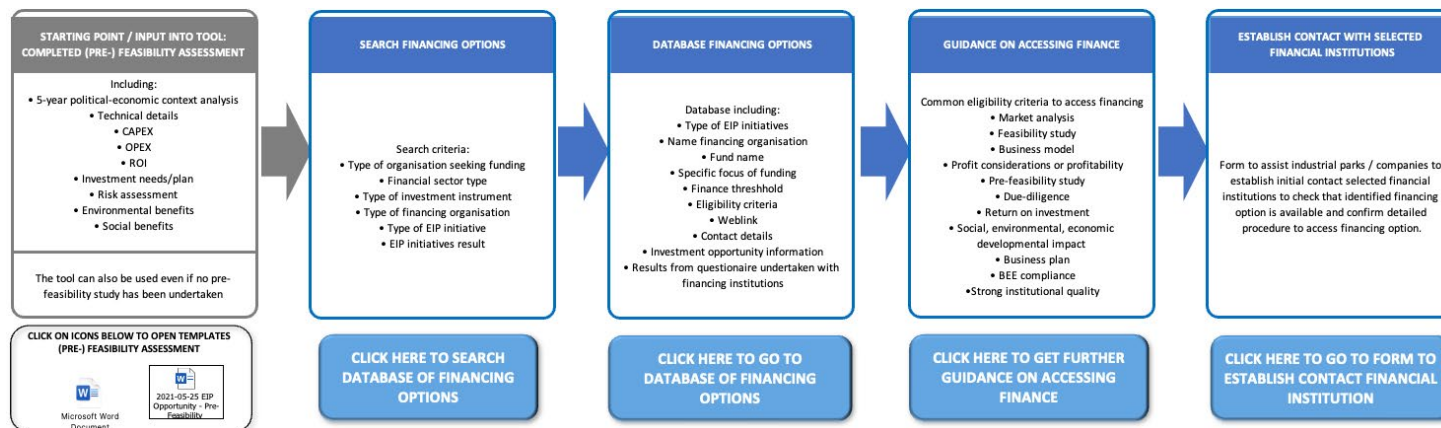 STARTING POINT / INPUT INTO TOOL:
COMPLETED (PRE-) FEASIBILITY ASSESSMENT
Including:
• 5-year political-economic context analysis
• Technical details
• CAPEX
• OPEX
• ROI
• Investment needs/plan
• Risk assessment
• Environmental benefits
• Social benefits
The tool can also be used even if no pre-
feasibility study has been undertaken
CLICK ON ICONS BELOW TO OPEN TEMPLATES
(PRE-) FEASIBILITY ASSESSMENT
W
Microsoft Word
Document
W
2021-05-25 EIP
Opportunity - Pre-
Feasibility
SEARCH FINANCING OPTIONS
Search criteria:
• Type of organisation seeking funding
• Financial sector type
• Type of investment instrument
• Type of financing organisation
• Type of EIP initiative
• EIP initiatives result
CLICK HERE TO SEARCH
DATABASE OF FINANCING
OPTIONS
DATABASE FINANCING OPTIONS
Database including:
• Type of EIP initiatives
• Name financing organisation
• Fund name
• Specific focus of funding
• Finance threshhold
• Eligibility criteria
• Weblink
• Contact details
• Investment opportunity information
• Results from questionaire undertaken with
financing institutions
CLICK HERE TO GO TO
DATABASE OF FINANCING
OPTIONS
GUIDANCE ON ACCESSING FINANCE
Common eligibility criteria to access financing
• Market analysis
• Feasibility study
• Business model
• Profit considerations or profitability
• Pre-feasibility study
• Due-diligence
• Return on investment
• Social, environmental, economic
developmental impact
• Business plan
• BEE compliance
•Strong institutional quality
CLICK HERE TO GET FURTHER
GUIDANCE ON ACCESSING
FINANCE
ESTABLISH CONTACT WITH SELECTED
FINANCIAL INSTITUTIONS
Form to assist industrial parks / companies to
establish initial contact selected financial
institutions to check that identified financing
option is available and confirm detailed
procedure to access financing option.
CLICK HERE TO GO TO FORM TO
ESTABLISH CONTACT FINANCIAL
INSTITUTION